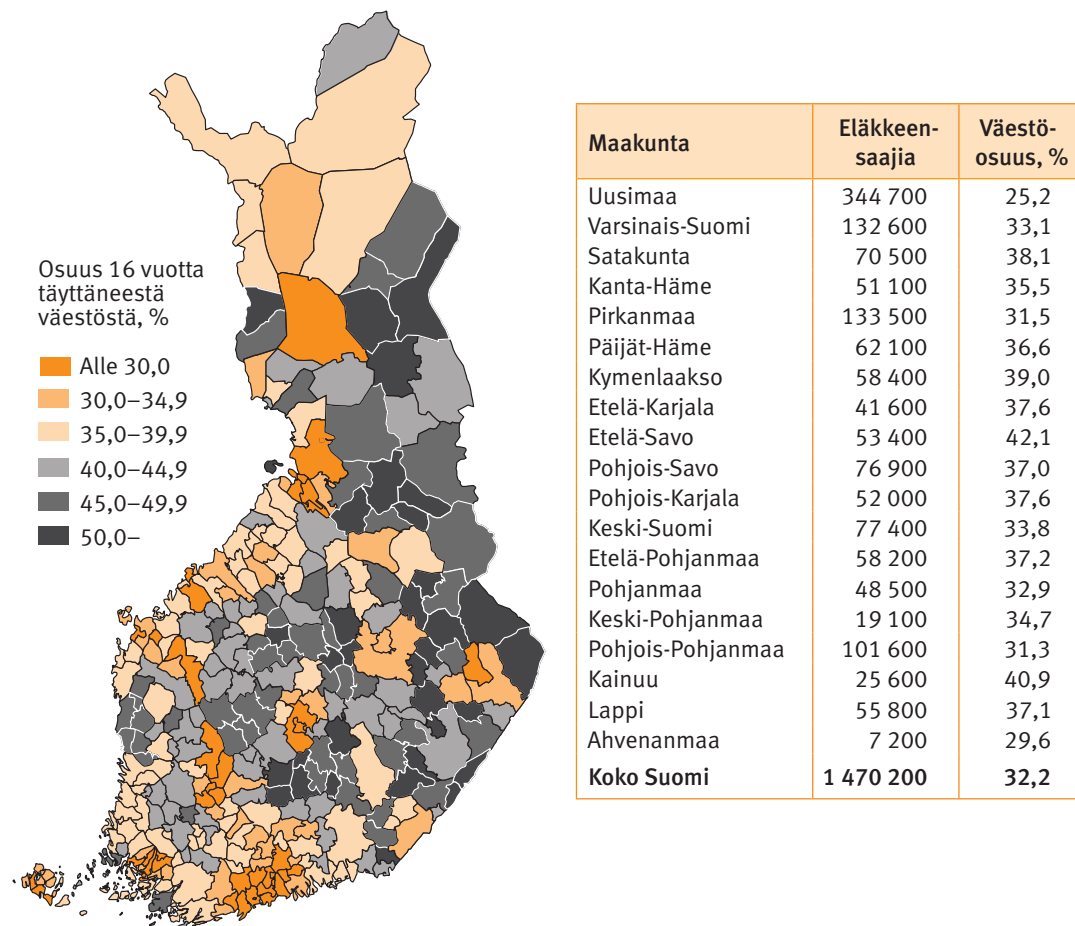 Osuus 16 vuotta
täyttäneestä
väestöstä, %
Alle 30,0
30,0–34,9
35,0–39,9
40,0–44,9
45,0–49,9
50,0–
Maakunta Eläkkeen- Väestö-
saajia osuus, %
Uusimaa 344 700 25,2
Varsinais-Suomi 132 600 33,1
Satakunta 70 500 38,1
Kanta-Häme 51 100 35,5
Pirkanmaa 133 500 31,5
Päijät-Häme 62 100 36,6
Kymenlaakso 58 400 39,0
Etelä-Karjala 41 600 37,6
Etelä-Savo 53 400 42,1
Pohjois-Savo 76 900 37,0
Pohjois-Karjala 52 000 37,6
Keski-Suomi 77 400 33,8
Etelä-Pohjanmaa 58 200 37,2
Pohjanmaa 48 500 32,9
Keski-Pohjanmaa 19 100 34,7
Pohjois-Pohjanmaa 101 600 31,3
Kainuu 25 600 40,9
Lappi 55 800 37,1
Ahvenanmaa 7 200 29,6
Koko Suomi 1 470 200 32,2